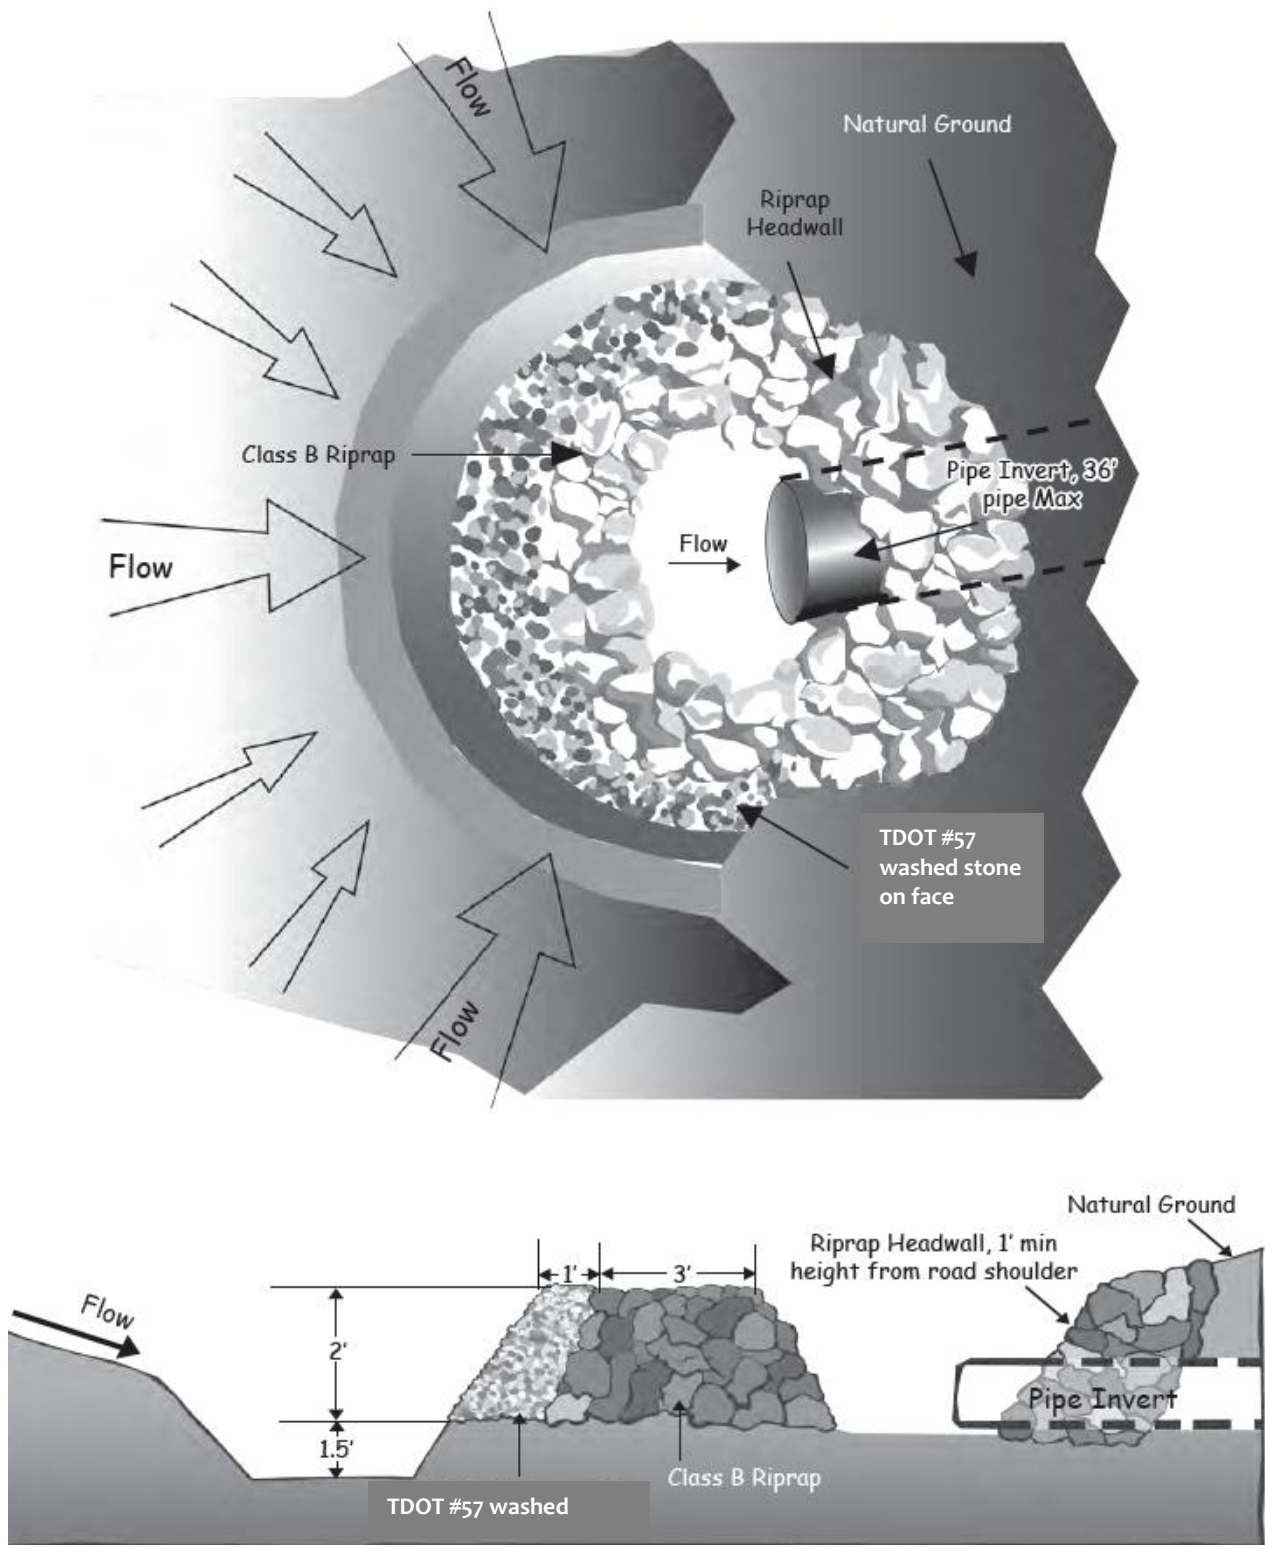 Flow
Natural Ground
Riprap
Headwall
Class B Riprap
Pipe Invert, 36'
pipe Max
Flow
Flow
TDOT #57
washed stone
on face
Flow
Natural Ground
Riprap Headwall, 1' min
height from road shoulder
1'
3'
Flow
2'
Pipe Invert
1.5'
Class B Riprap
TDOT #57 washed